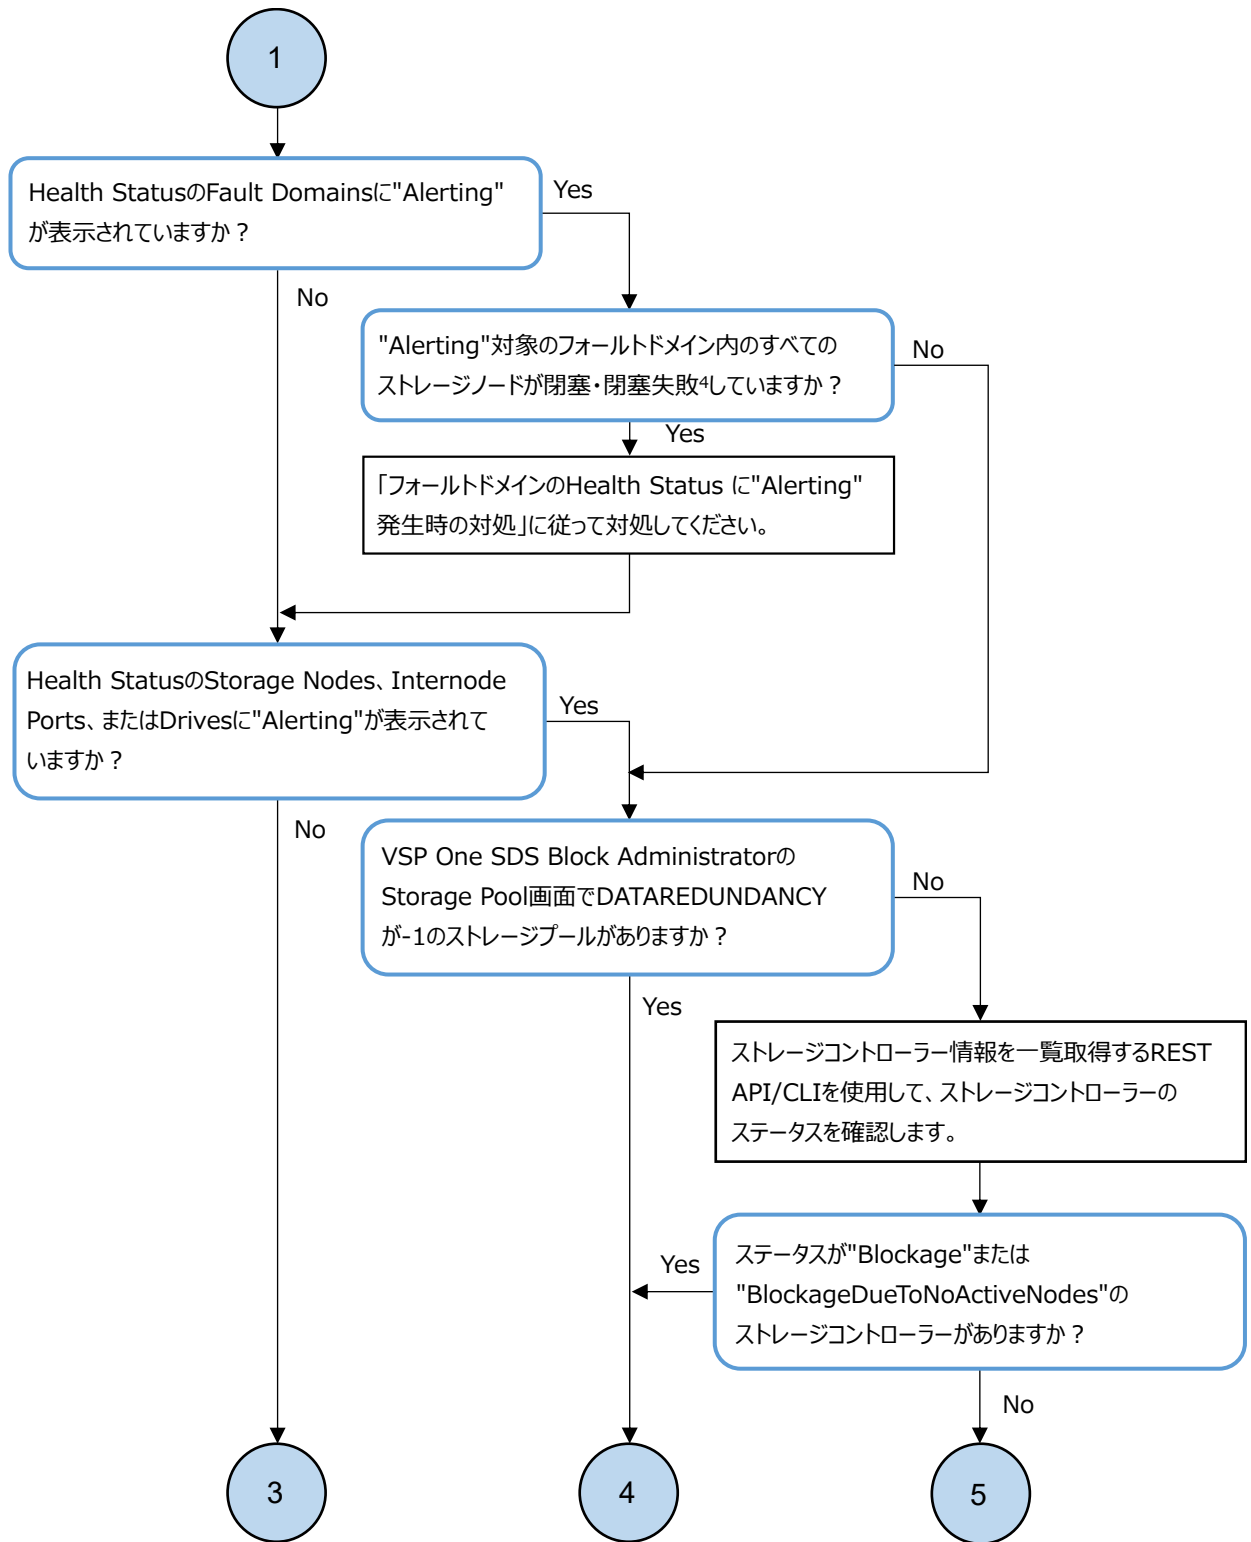 1
Health StatusのFault Domainsに"Alerting"
が表示されていますか？
Yes
No
"Alerting"対象のフォールトドメイン内のすべての
ストレージノードが閉塞・閉塞失敗4していますか？
No
Yes
「フォールトドメインのHealth Status に"Alerting"
発生時の対処」に従って対処してください。
Health StatusのStorage Nodes、Internode
Ports、またはDrivesに"Alerting"が表示されて
いますか？
Yes
No
VSP One SDS Block Administratorの
Storage Pool画面でDATAREDUNDANCY
が-1のストレージプールがありますか？
No
Yes
ストレージコントローラー情報を一覧取得するREST
API/CLIを使用して、ストレージコントローラーの
ステータスを確認します。
ステータスが"Blockage"または
"BlockageDueToNoActiveNodes"の
ストレージコントローラーがありますか？
Yes
No
3
4
5